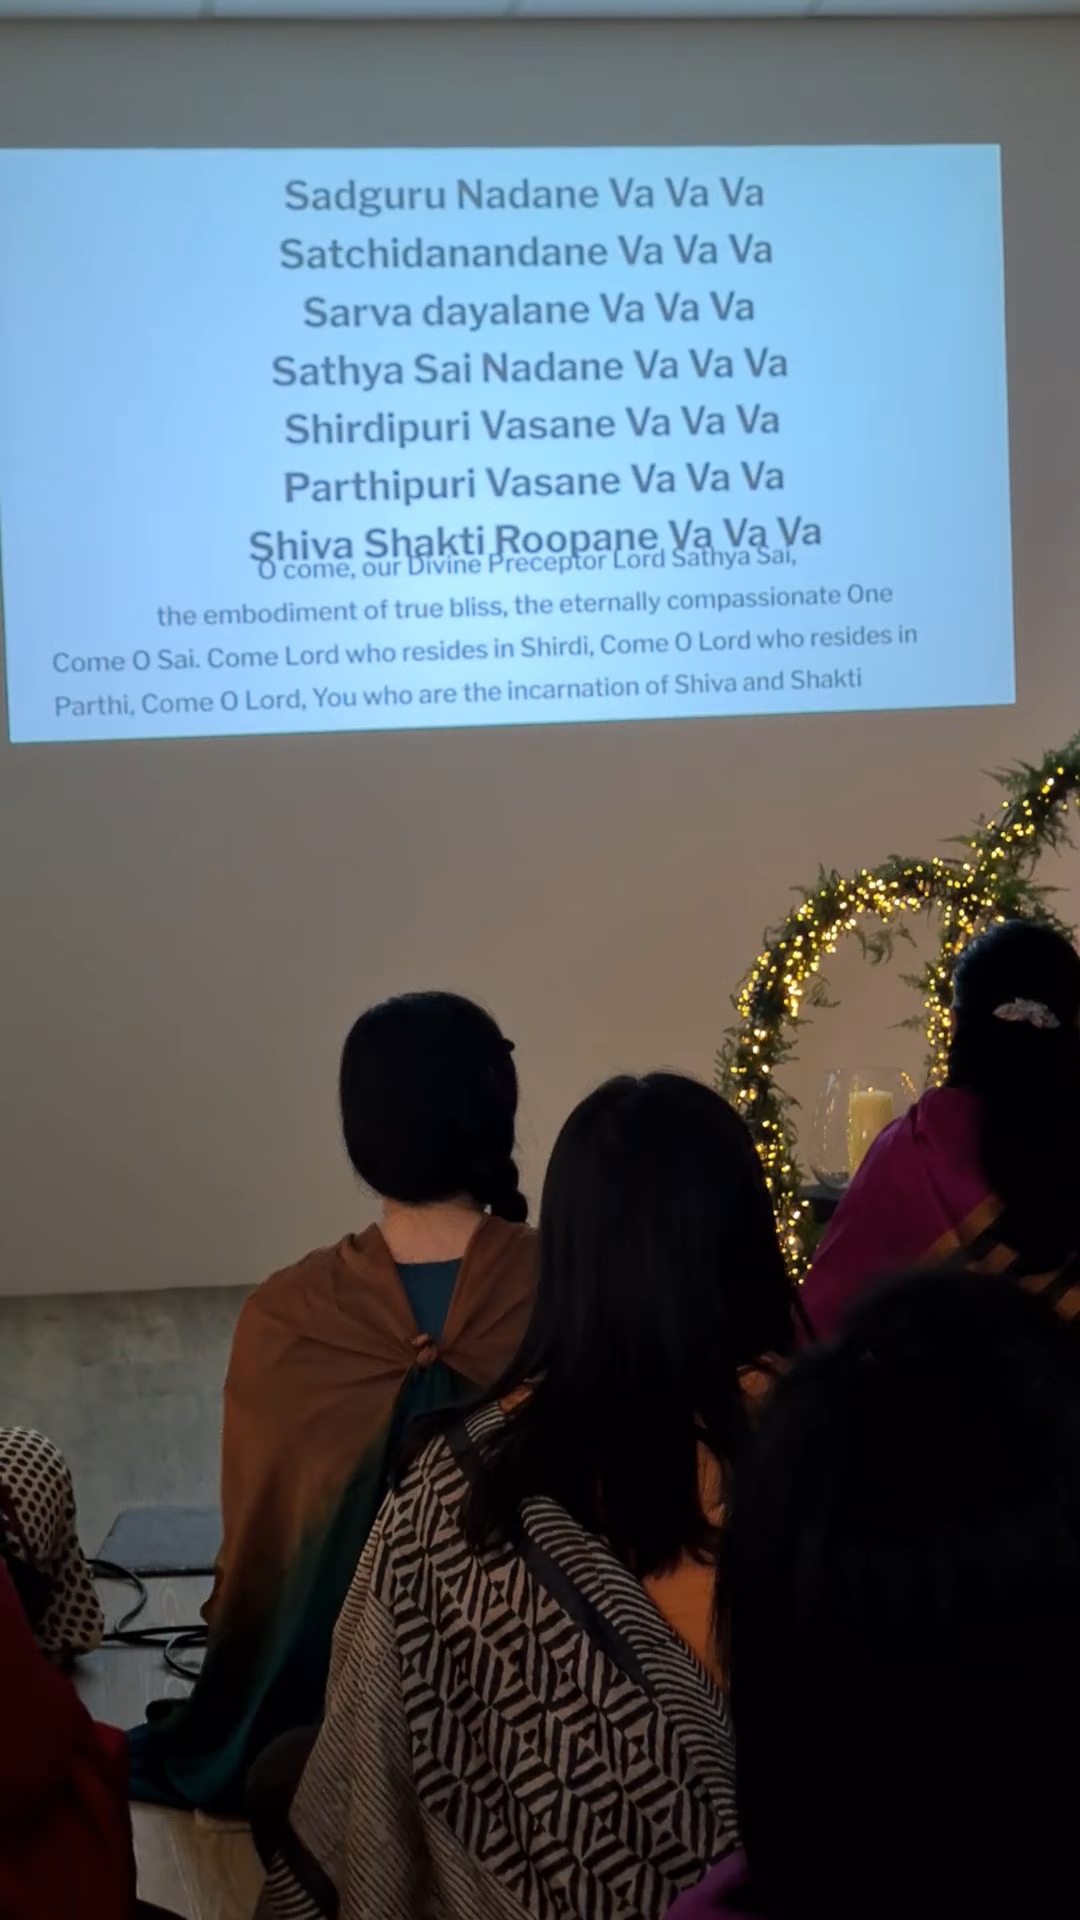 Sadguru Nadane Va Va Va
Satchidanandane Va Va Va
Sarva dayalane Va Va Va
Sathya Sai Nadane Va Va Va
Shirdipuri Vasane Va Va Va
Parthipuri Vasane Va Va Va
Shiva Shakti Roopane Va Va Va
O come, our Divine Preceptor Lord Sathya Sai,
the embodiment of true bliss, the eternally compassionate One
Come O Sai. Come Lord who resides in Shirdi, Come O Lord who resides in
Parthi, Come O Lord, You who are the incarnation of Shiva and Shakti